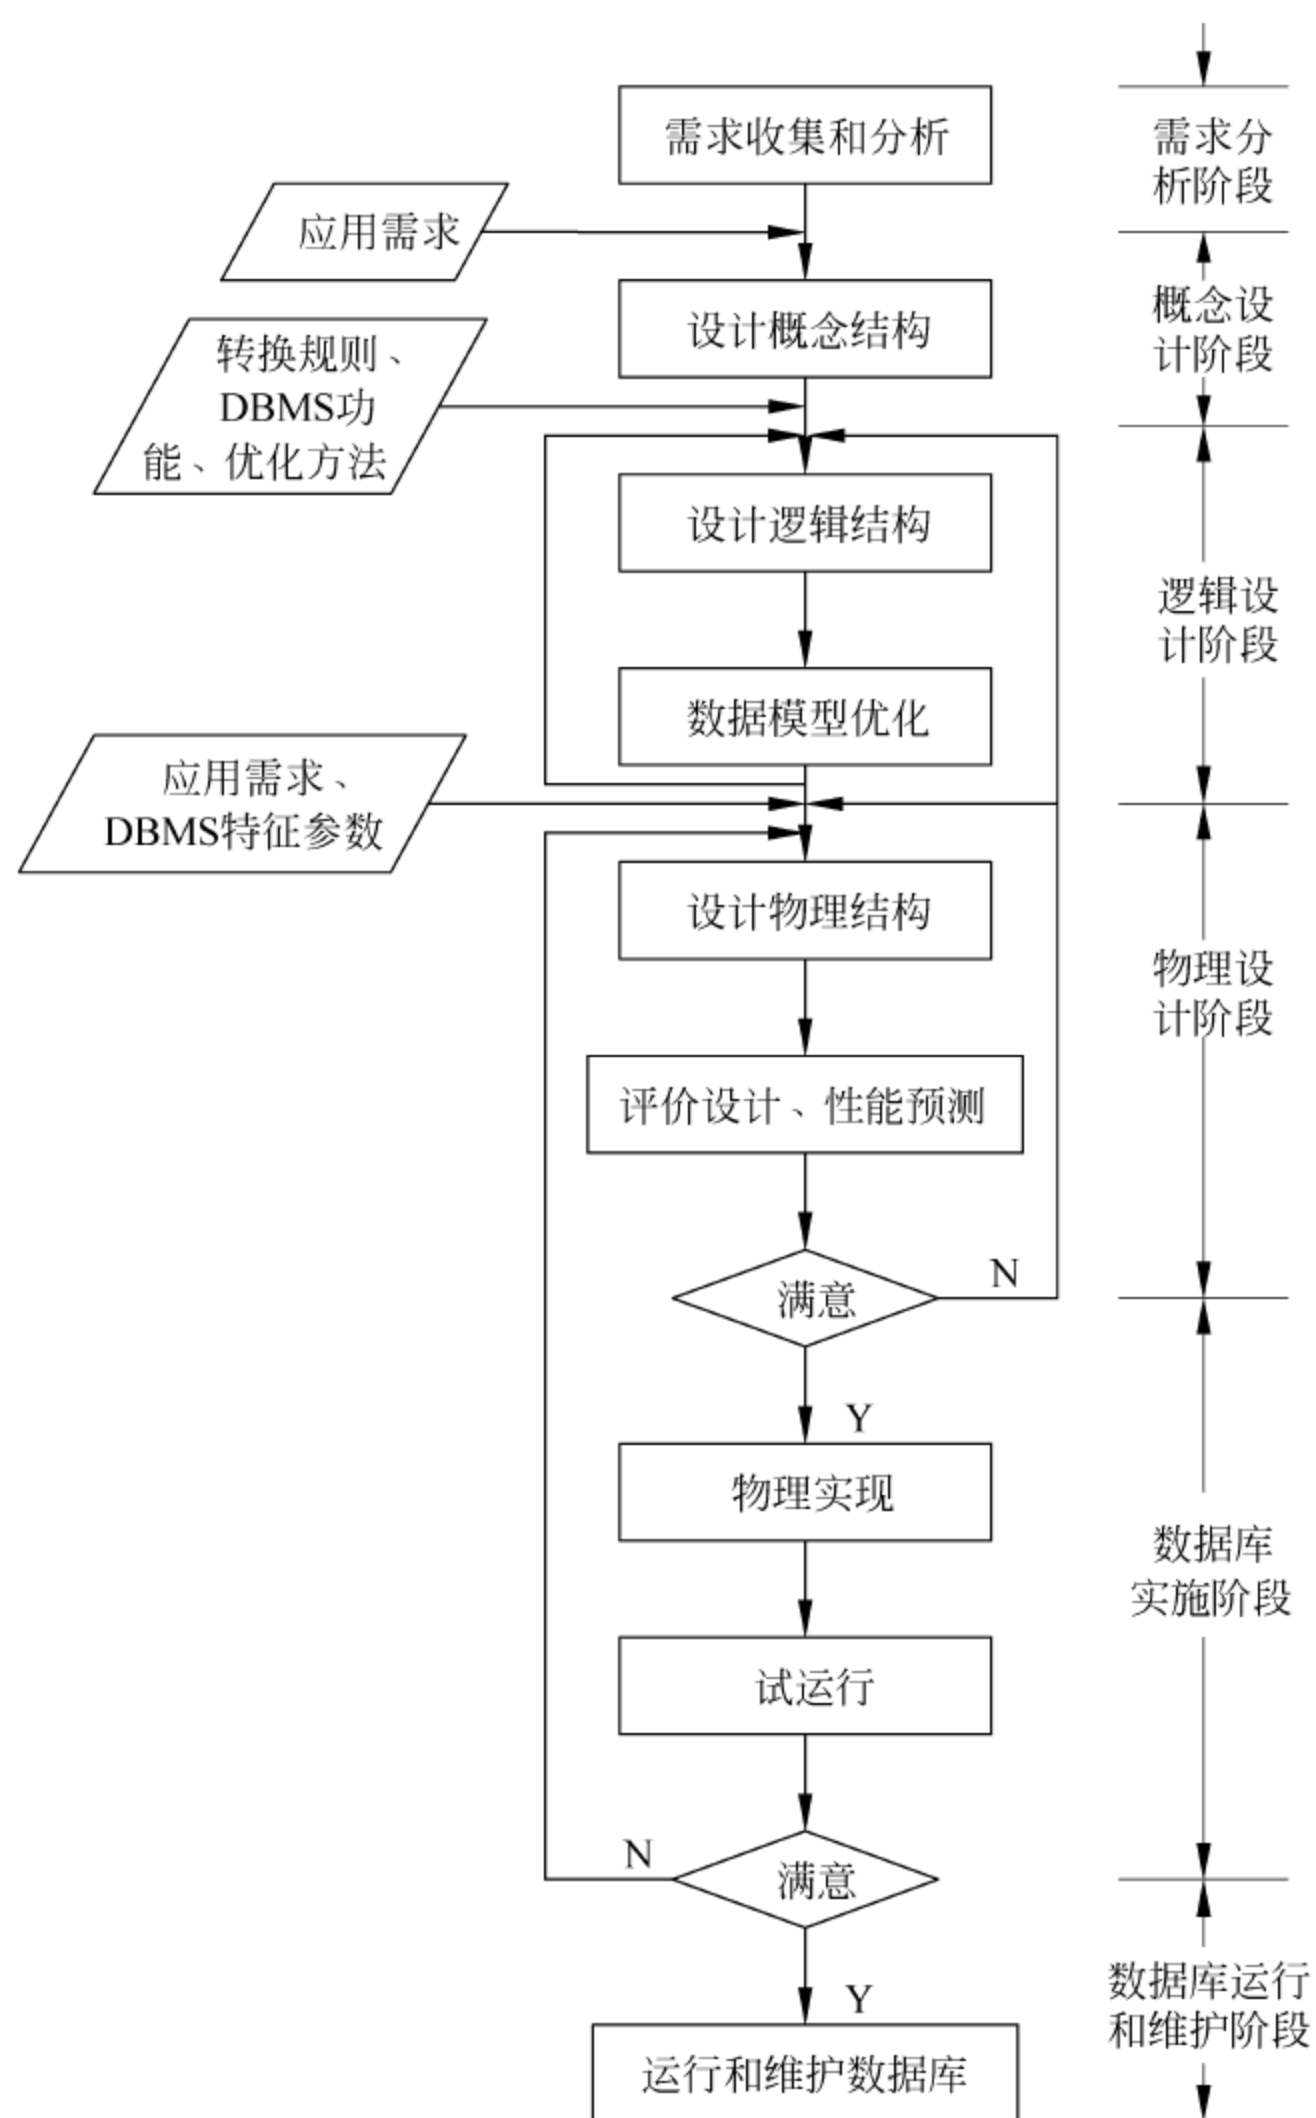 需求收集和分析
需求分
析阶段
应用需求
设计概念结构
概念设
计阶段
转换规则、
DBMS功
能、优化方法
设计逻辑结构
逻辑设
计阶段
数据模型优化
应用需求、
DBMS特征参数
设计物理结构
物理设
计阶段
评价设计、性能预测
满意
N
Y
物理实现
数据库
实施阶段
试运行
N
满意
Y
数据库运行
和维护阶段
运行和维护数据库